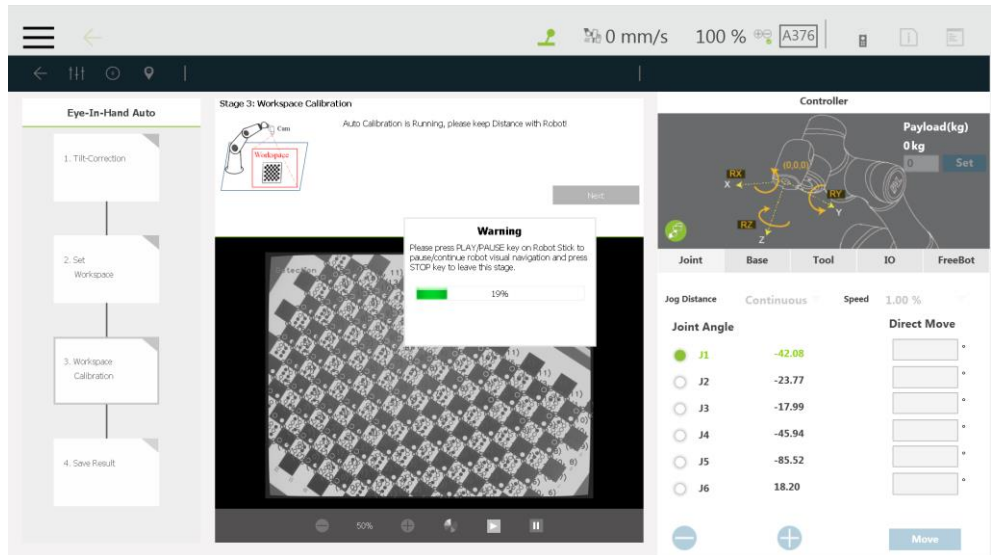 0 mm/s
100 %
A376
Eye-In-Hand Auto
1. Tilt-Correction
2. Set
Workspace
3. Workspace
Calibration
4. Save Result
Stage 3: Workspace Calibration
Cam
Workspace
Auto Calibration is Running, please keep Distance with Robot!
Next
Warning
Please press PLAY/PAUSE key on Robot Stick to
pause/continue robot visual navigation and press
STOP key to leave this stage.
19%
50%
Controller
Payload(kg)
0 kg
0
Set
(0,0,0)
RX
X
RY
Y
RZ
Z
Joint
Base
Tool
IO
FreeBot
Jog Distance
Continuous
Speed
1.00 %
Joint Angle
Direct Move
J1
-42.08
°
J2
-23.77
°
J3
-17.99
°
J4
-45.94
°
J5
-85.52
°
J6
18.20
°
Move